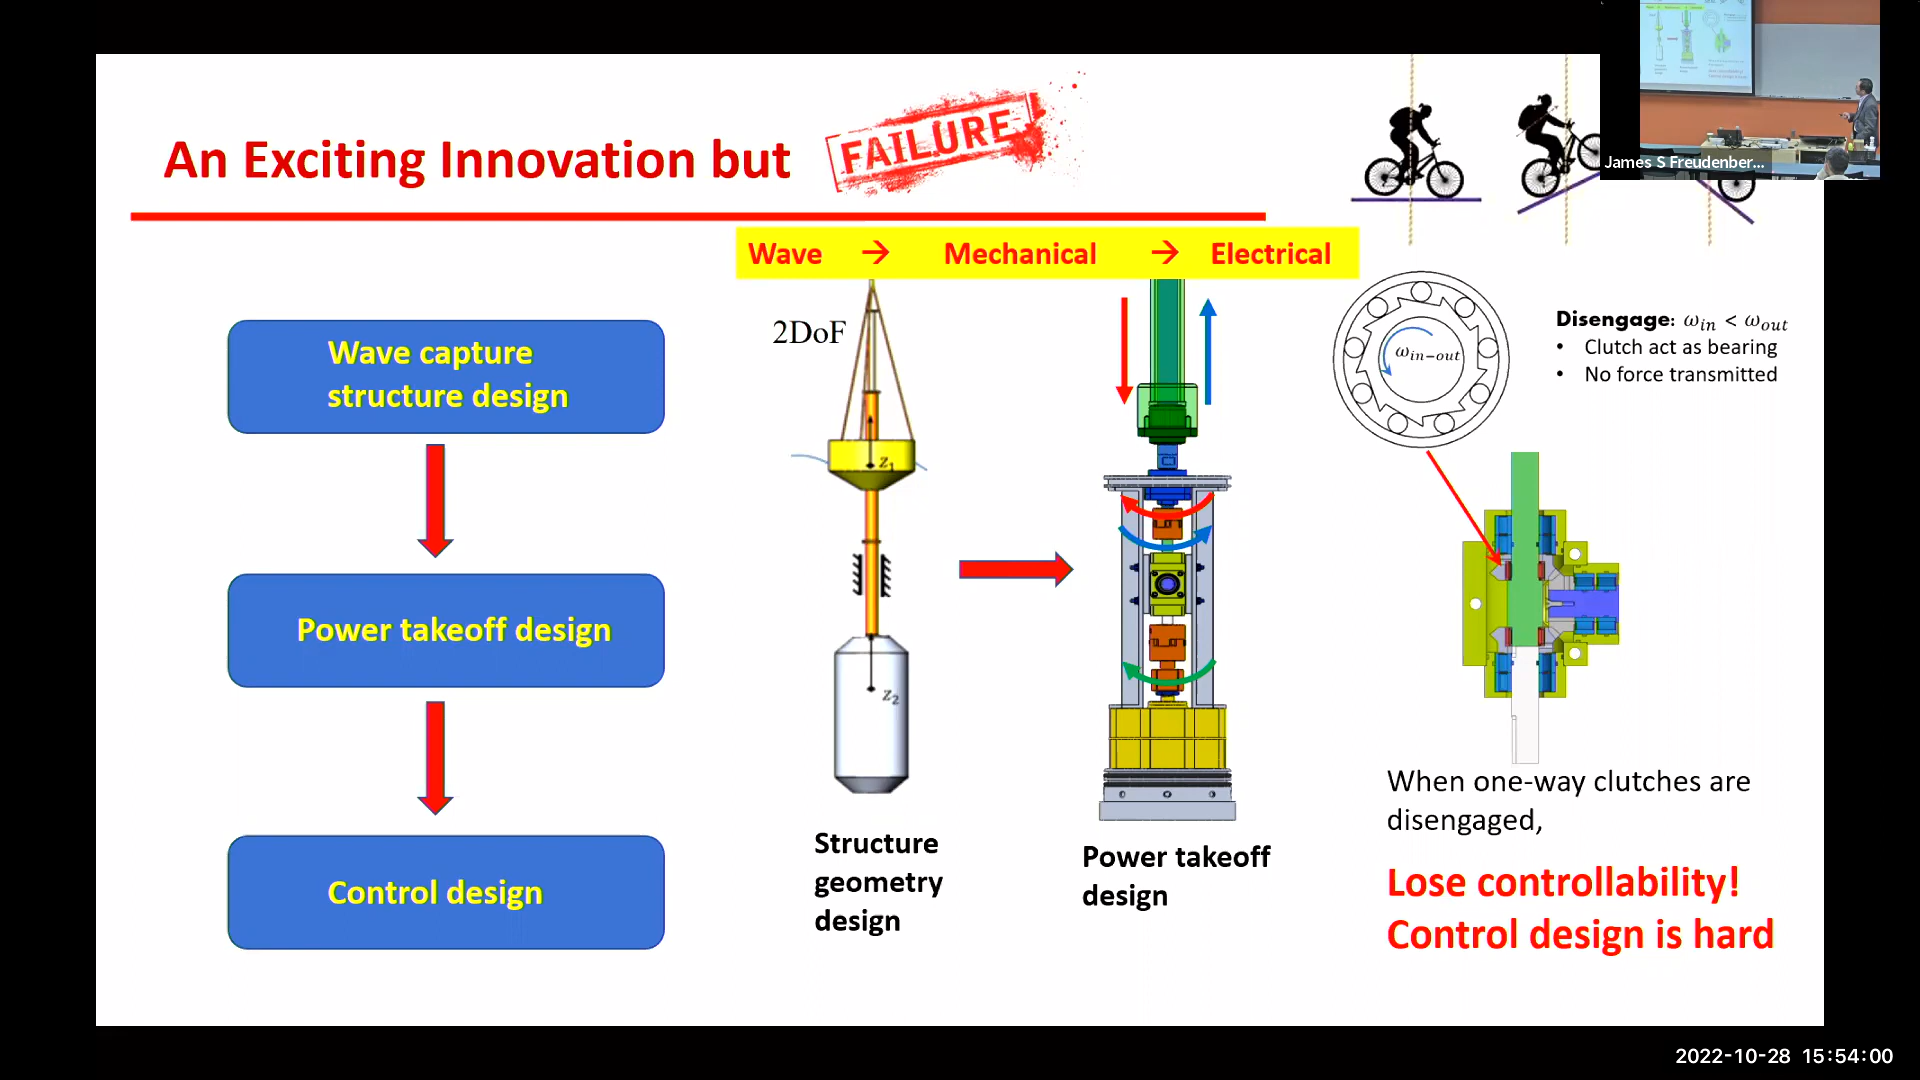 An Exciting Innovation but
FAILURE
James S Freudenber...
Wave → Mechanical → Electrical
Wave capture
structure design
Power takeoff design
Control design
2DoF
z₁
z₂
Structure
geometry
design
Power takeoff
design
ω_in-out
Disengage: ω_in < ω_out
• Clutch act as bearing
• No force transmitted
When one-way clutches are
disengaged,
Lose controllability!
Control design is hard
2022-10-28 15:54:00